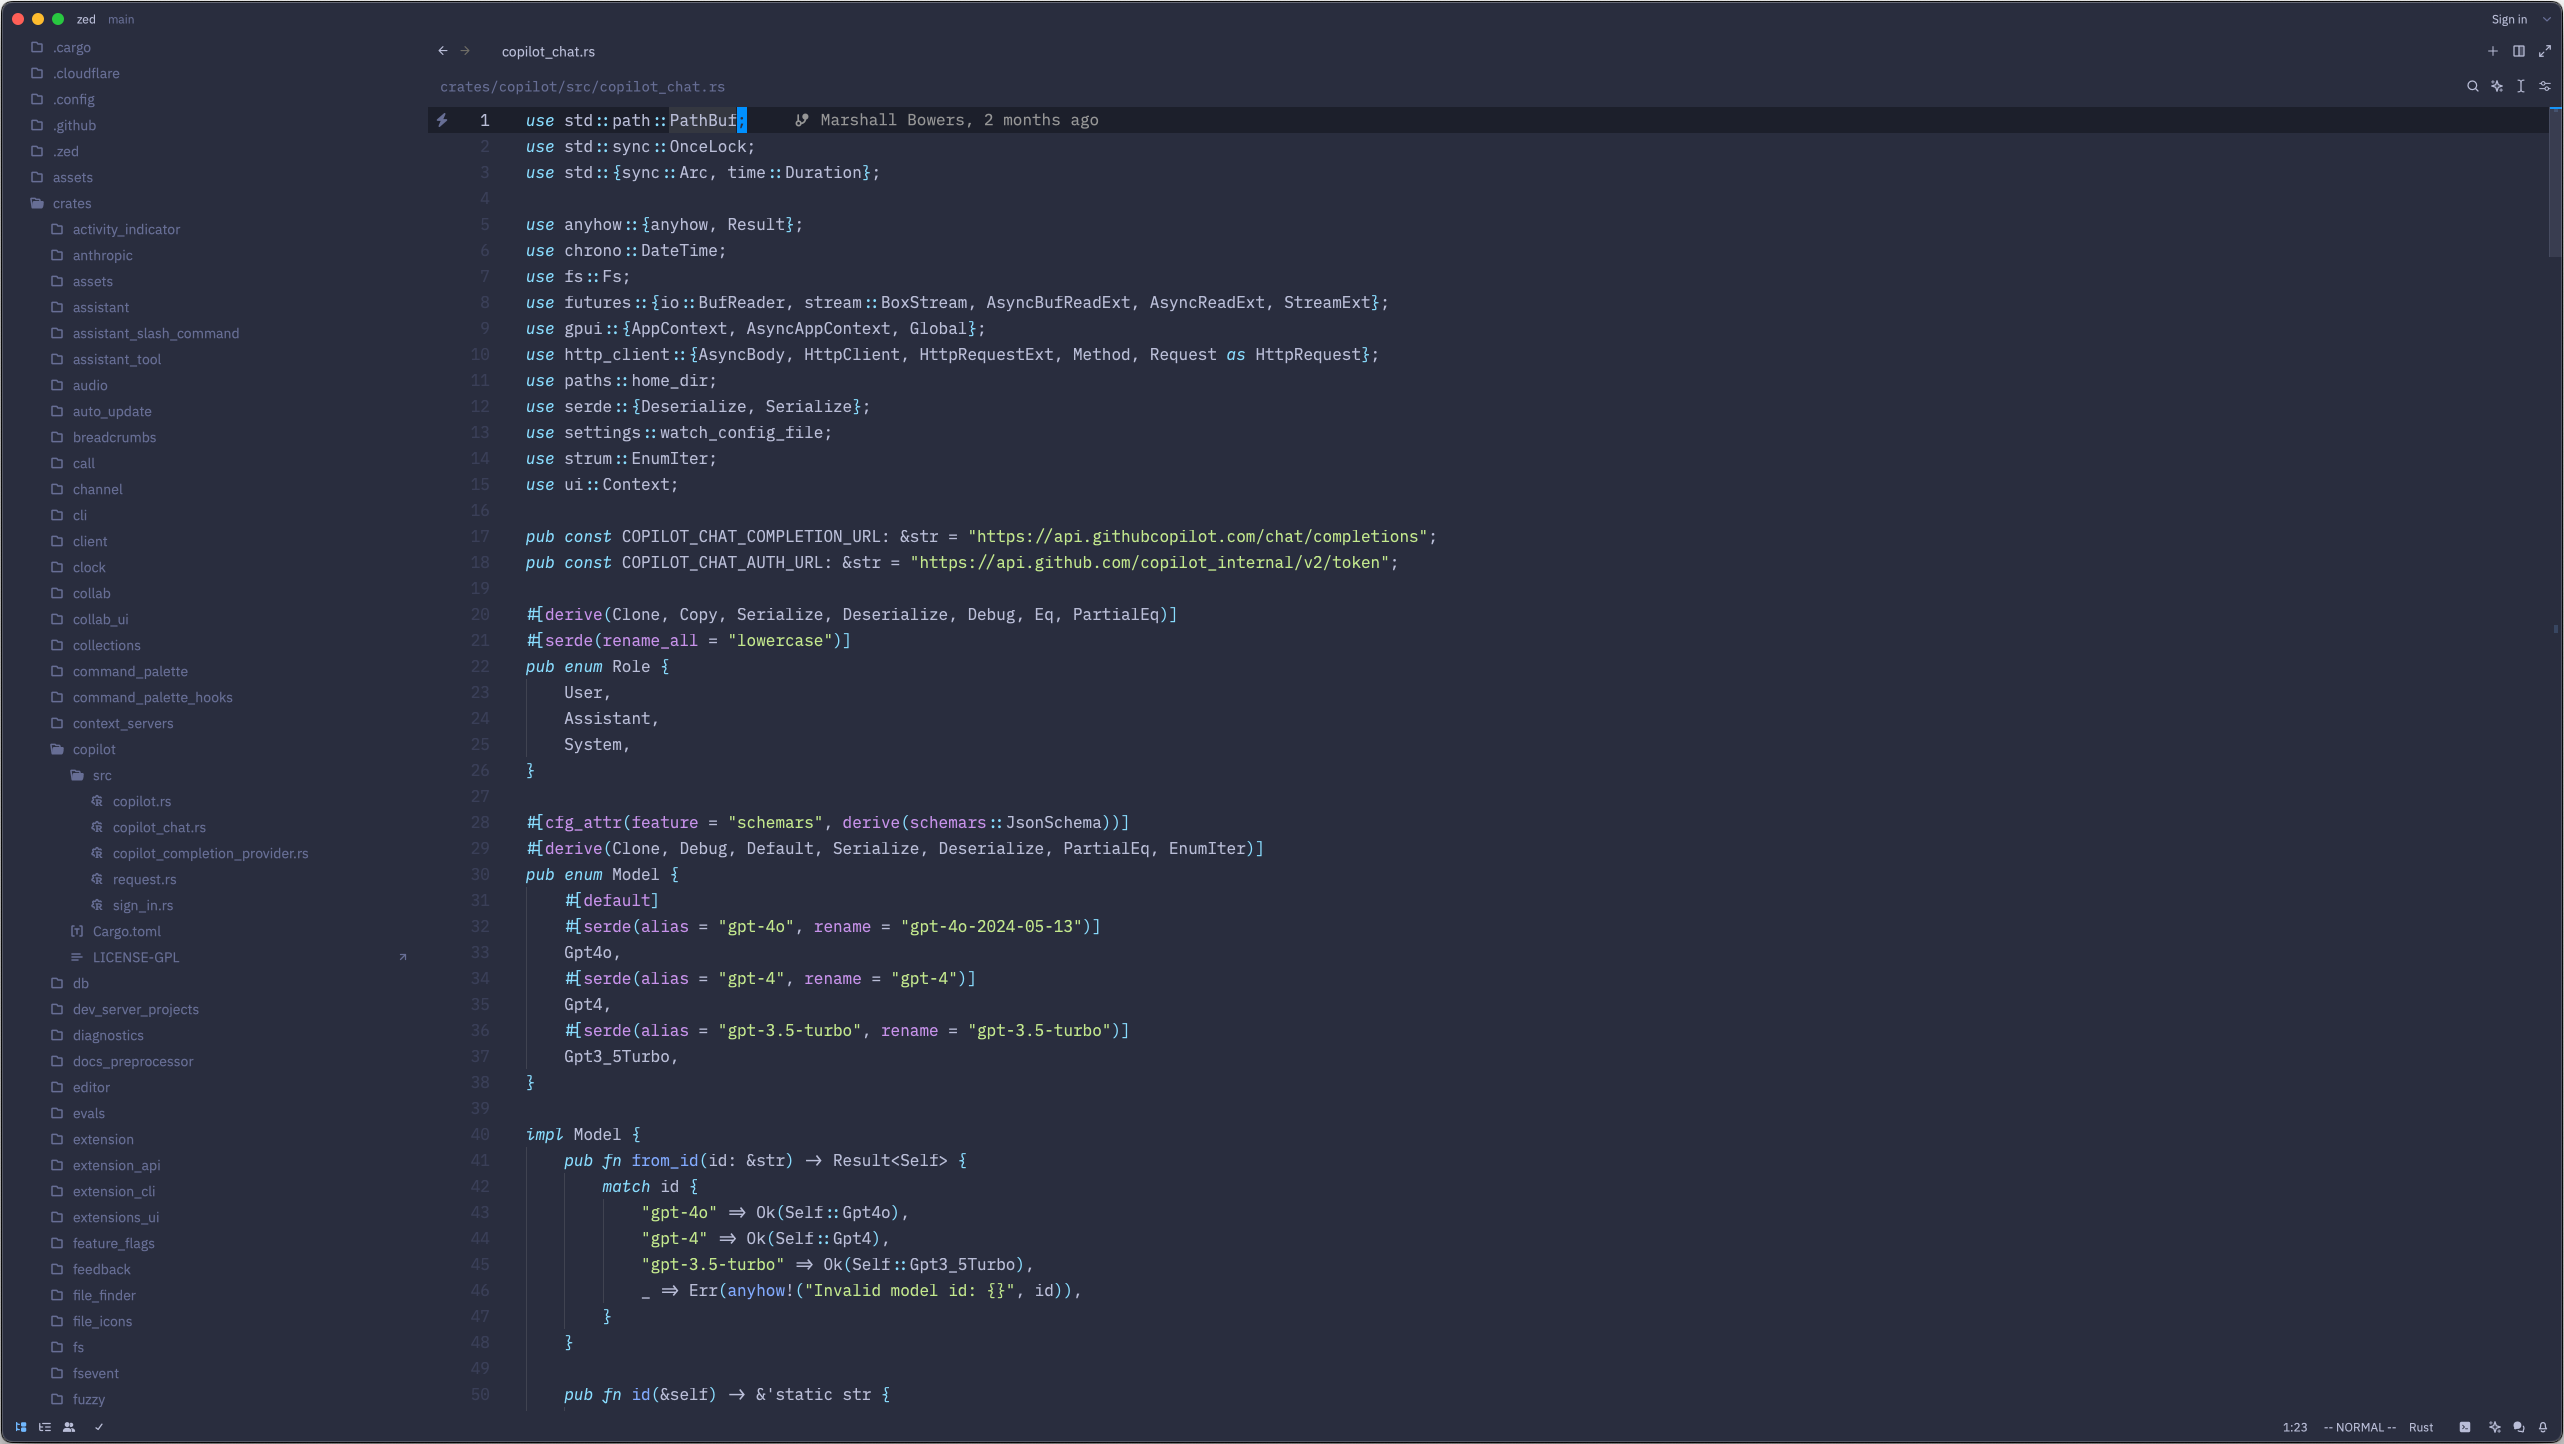 zed main
Sign in
.cargo
.cloudflare
.config
.github
.zed
assets
crates
activity_indicator
anthropic
assets
assistant
assistant_slash_command
assistant_tool
audio
auto_update
breadcrumbs
call
channel
cli
client
clock
collab
collab_ui
collections
command_palette
command_palette_hooks
context_servers
copilot
src
copilot.rs
copilot_chat.rs
copilot_completion_provider.rs
request.rs
sign_in.rs
Cargo.toml
LICENSE-GPL
db
dev_server_projects
diagnostics
docs_preprocessor
editor
evals
extension
extension_api
extension_cli
extensions_ui
feature_flags
feedback
file_finder
file_icons
fs
fsevent
fuzzy
copilot_chat.rs
crates/copilot/src/copilot_chat.rs
1 use std::path::PathBuf; Marshall Bowers, 2 months ago
2 use std::sync::OnceLock;
3 use std::{sync::Arc, time::Duration};
4
5 use anyhow::{anyhow, Result};
6 use chrono::DateTime;
7 use fs::Fs;
8 use futures::{io::BufReader, stream::BoxStream, AsyncBufReadExt, AsyncReadExt, StreamExt};
9 use gpui::{AppContext, AsyncAppContext, Global};
10 use http_client::{AsyncBody, HttpClient, HttpRequestExt, Method, Request as HttpRequest};
11 use paths::home_dir;
12 use serde::{Deserialize, Serialize};
13 use settings::watch_config_file;
14 use strum::EnumIter;
15 use ui::Context;
16
17 pub const COPILOT_CHAT_COMPLETION_URL: &str = "https://api.githubcopilot.com/chat/completions";
18 pub const COPILOT_CHAT_AUTH_URL: &str = "https://api.github.com/copilot_internal/v2/token";
19
20 #[derive(Clone, Copy, Serialize, Deserialize, Debug, Eq, PartialEq)]
21 #[serde(rename_all = "lowercase")]
22 pub enum Role {
23 User,
24 Assistant,
25 System,
26 }
27
28 #[cfg_attr(feature = "schemars", derive(schemars::JsonSchema))]
29 #[derive(Clone, Debug, Default, Serialize, Deserialize, PartialEq, EnumIter)]
30 pub enum Model {
31 #[default]
32 #[serde(alias = "gpt-4o", rename = "gpt-4o-2024-05-13")]
33 Gpt4o,
34 #[serde(alias = "gpt-4", rename = "gpt-4")]
35 Gpt4,
36 #[serde(alias = "gpt-3.5-turbo", rename = "gpt-3.5-turbo")]
37 Gpt3_5Turbo,
38 }
39
40 impl Model {
41 pub fn from_id(id: &str) -> Result<Self> {
42 match id {
43 "gpt-4o" => Ok(Self::Gpt4o),
44 "gpt-4" => Ok(Self::Gpt4),
45 "gpt-3.5-turbo" => Ok(Self::Gpt3_5Turbo),
46 _ => Err(anyhow!("Invalid model id: {}", id)),
47 }
48 }
49
50 pub fn id(&self) -> &'static str {
1:23 -- NORMAL -- Rust